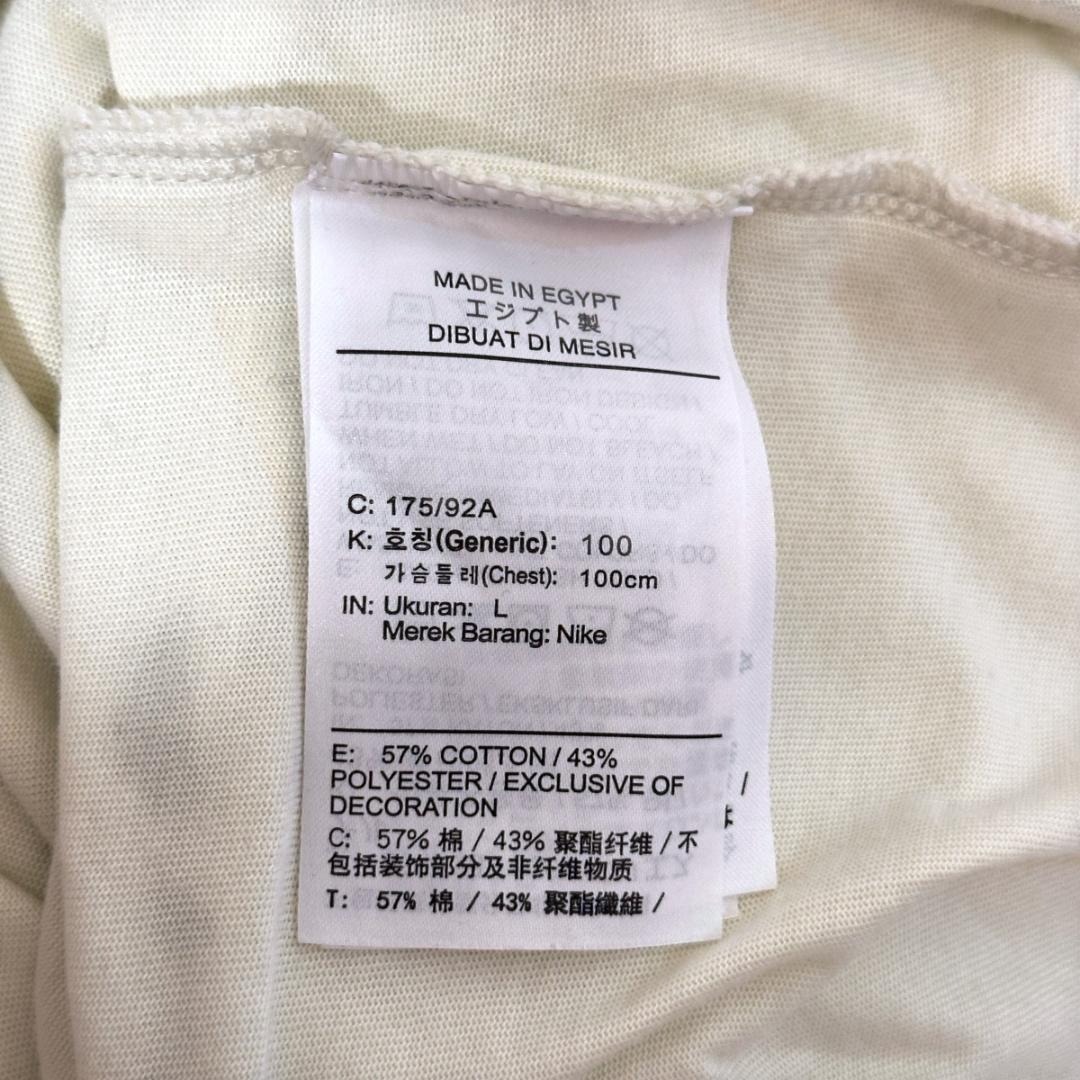 MADE IN EGYPT
エジプト製
DIBUAT DI MESIR
C: 175/92A
K: 호칭(Generic): 100
가슴둘레(Chest): 100cm
IN: Ukuran: L
Merek Barang: Nike
E: 57% COTTON / 43%
POLYESTER / EXCLUSIVE OF
DECORATION
C: 57% 棉 / 43% 聚酯纤维 / 不
包括装饰部分及非纤维物质
T: 57% 棉 / 43% 聚酯纖維 /